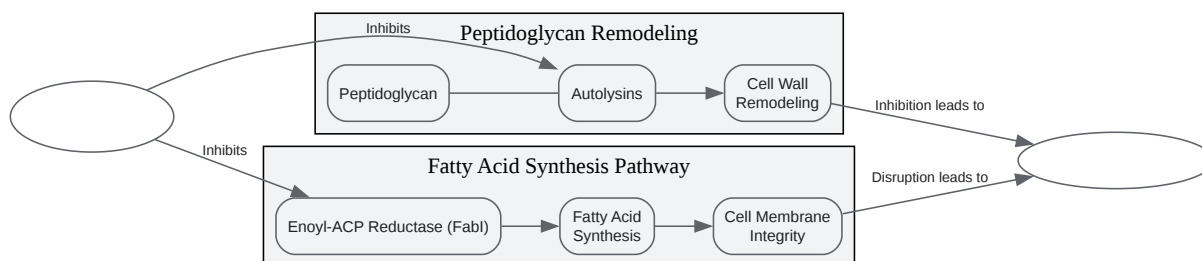 Inhibits
Peptidoglycan Remodeling
Peptidoglycan
Autolysins
Cell Wall
Remodeling
Inhibition leads to
Inhibits
Fatty Acid Synthesis Pathway
Enoyl-ACP Reductase (FabI)
Fatty Acid
Synthesis
Cell Membrane
Integrity
Disruption leads to